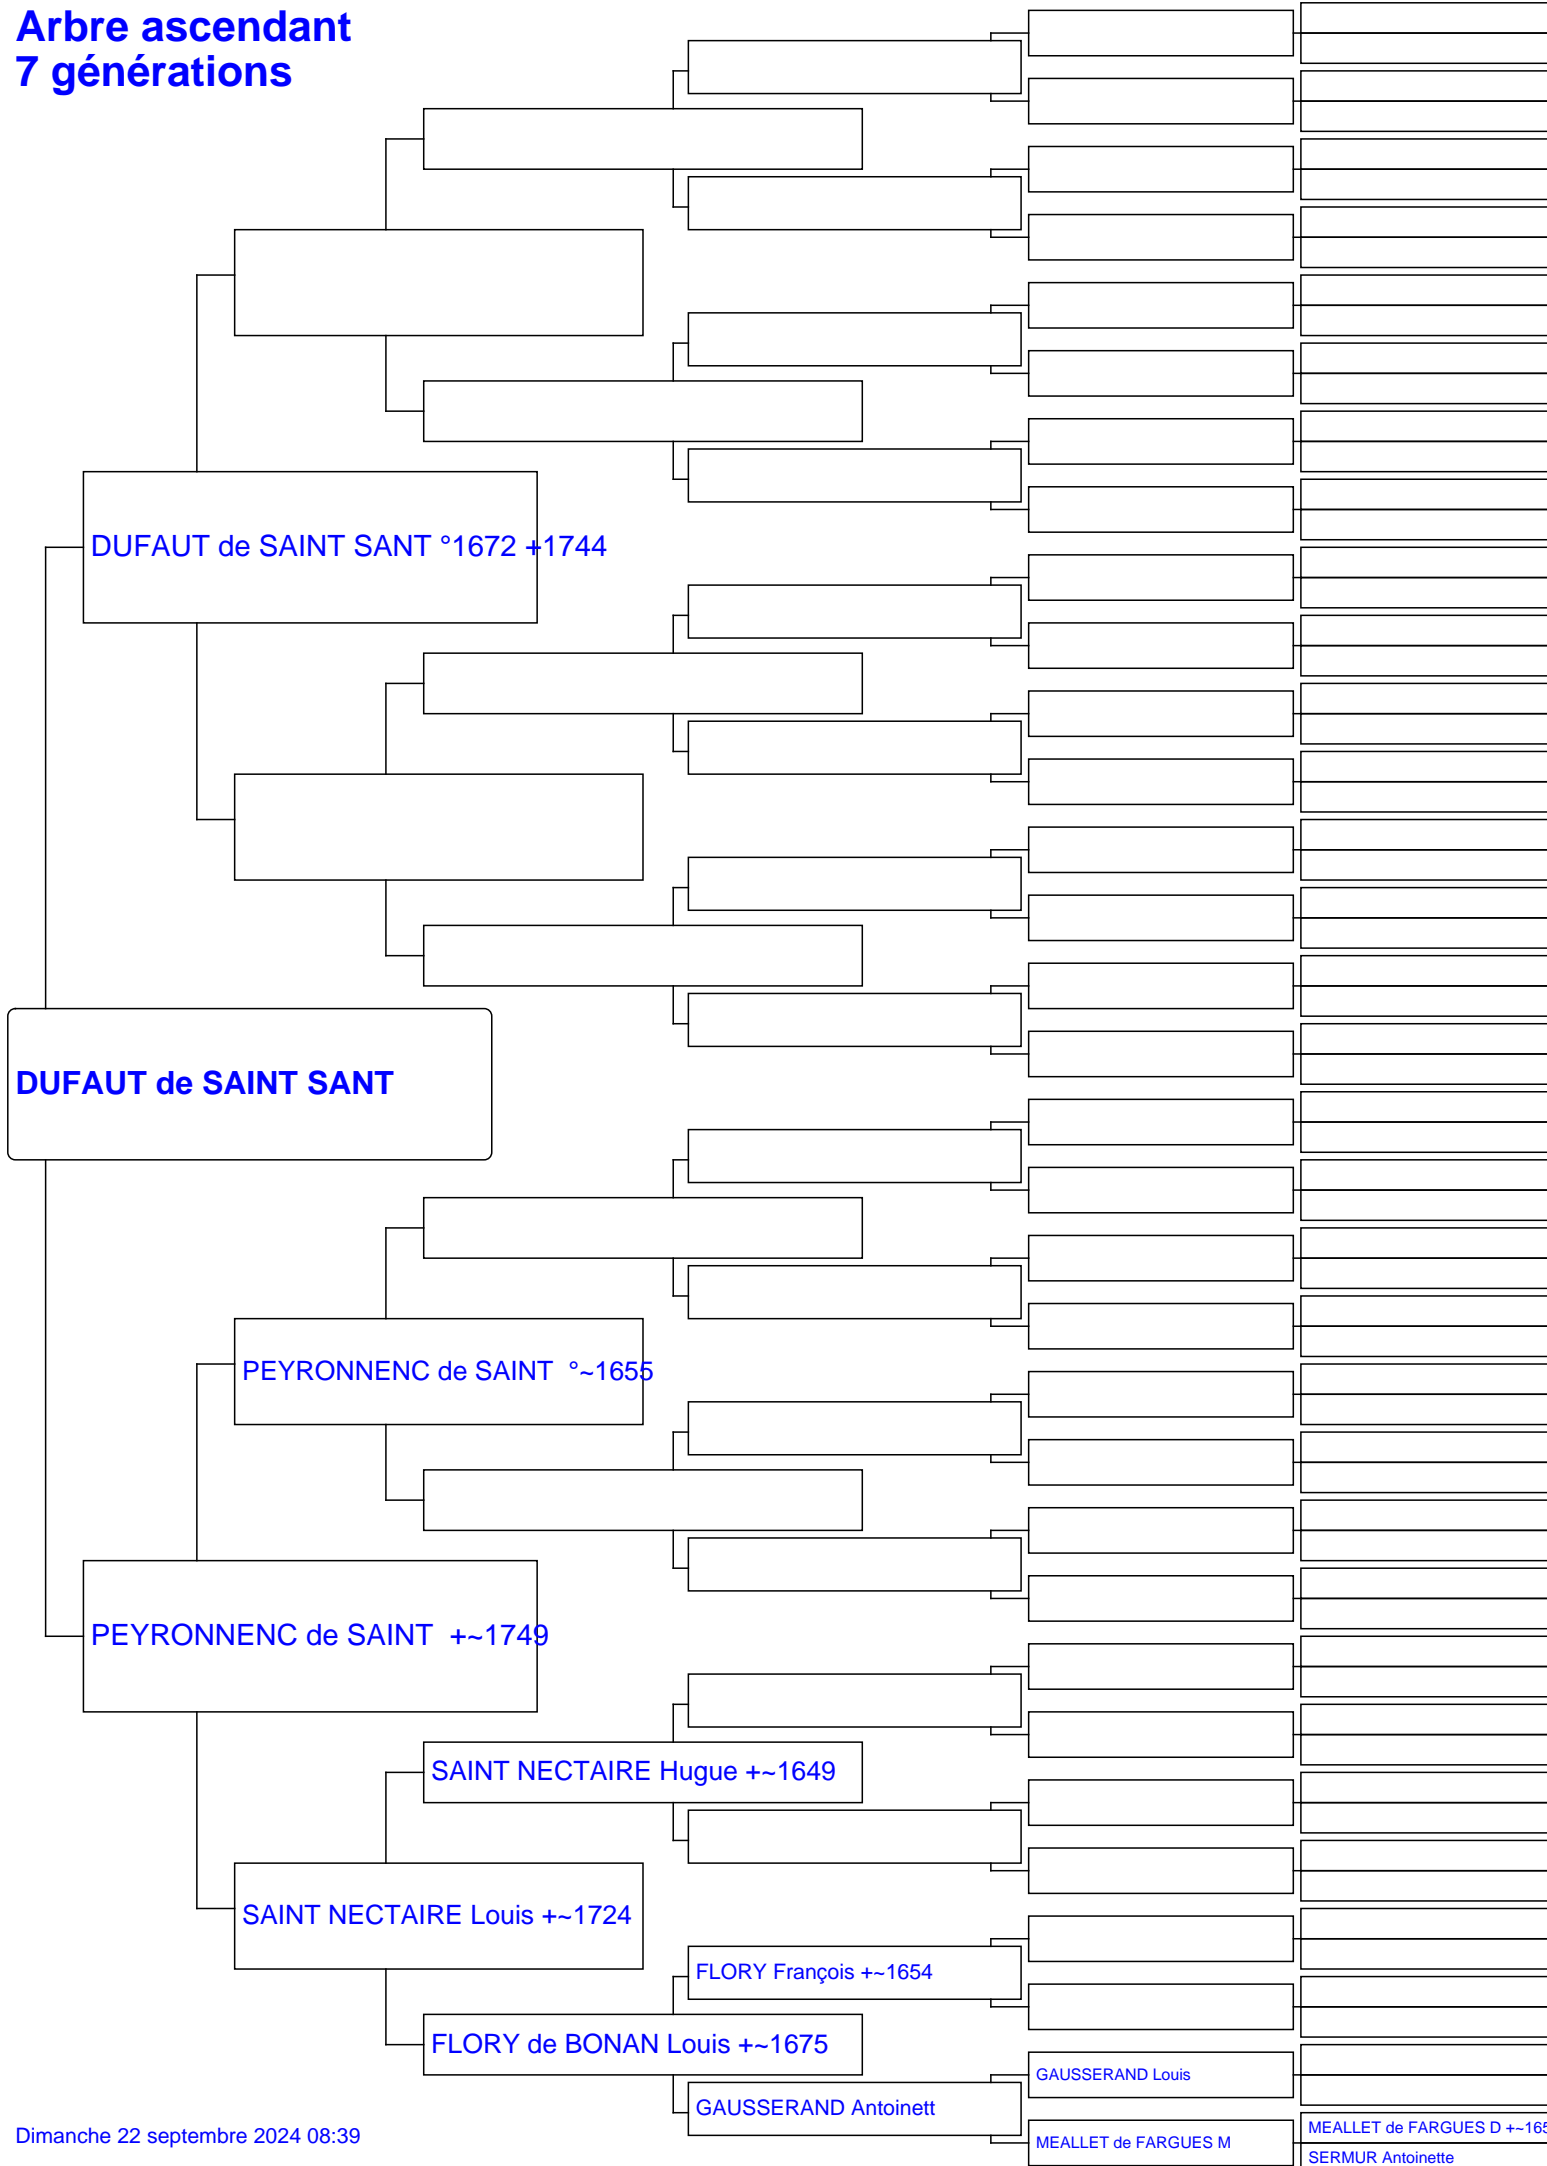 Arbre ascendant
7 générations
DUFAUT de SAINT SANT °1672 +1744
DUFAUT de SAINT SANT
PEYRONNENC de SAINT  °~1655
PEYRONNENC de SAINT  +~1749
SAINT NECTAIRE Hugue +~1649
SAINT NECTAIRE Louis +~1724
FLORY François +~1654
FLORY de BONAN Louis +~1675
GAUSSERAND Louis
GAUSSERAND Antoinett
MEALLET de FARGUES D +~165
MEALLET de FARGUES M
SERMUR Antoinette
Dimanche 22 septembre 2024 08:39